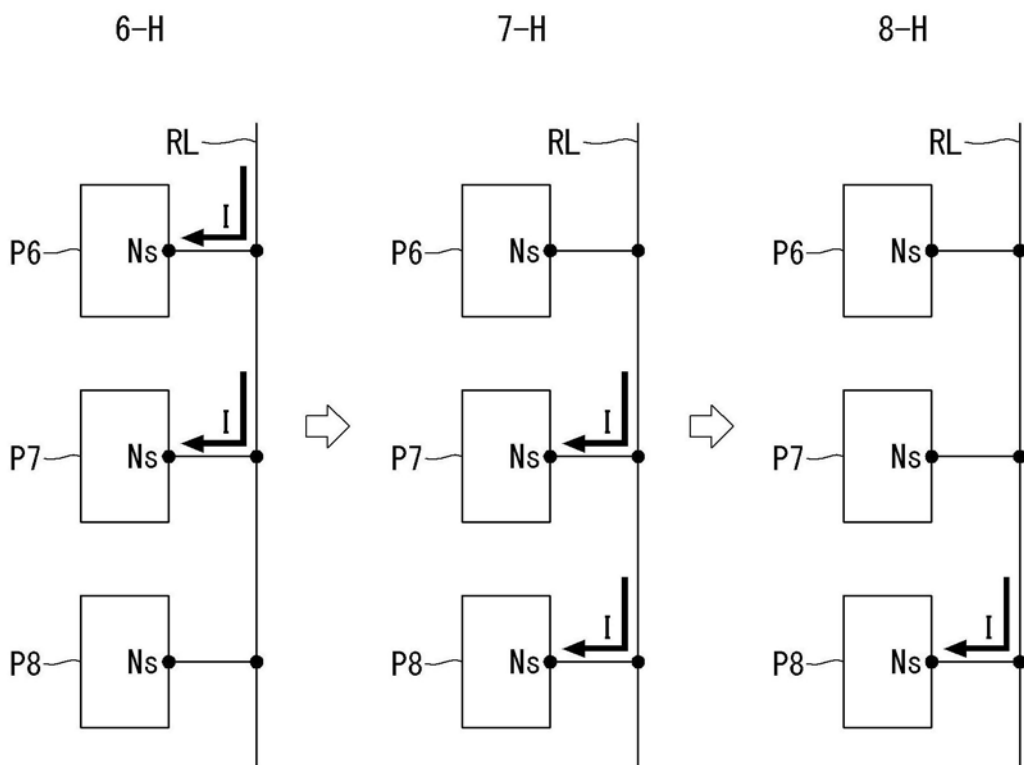 6-H 7-H 8-H
RL RL RL
I
P6 Ns P6 Ns P6 Ns
I I
P7 Ns P7 Ns P7 Ns
I I
P8 Ns P8 Ns P8 Ns